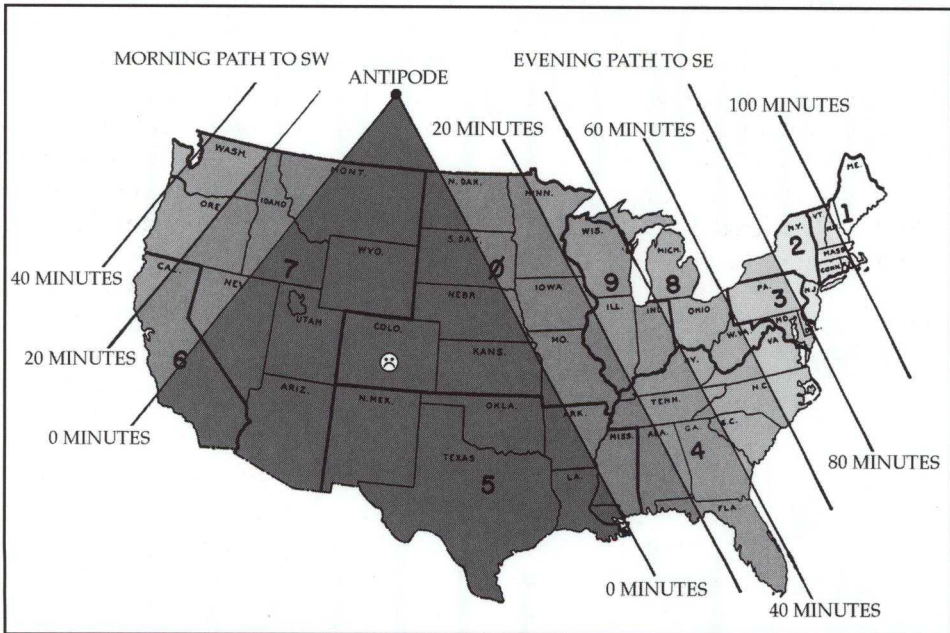 MORNING PATH TO SW
EVENING PATH TO SE
ANTIPODE
100 MINUTES
20 MINUTES
60 MINUTES
WASH.
MONT.
N. DAK.
MINN.
ME.
ORE.
IDAHO
WIS.
MICH.
N.Y.
VT.
1
WYO.
S. DAK.
2
MASS.
CONN.
40 MINUTES
CAL.
NEV.
7
Ø
IOWA
9
8
PA.
3
N.J.
NEBR.
ILL.
IND.
OHIO
MD.
UTAH
COLO.
KANS.
MO.
W.VA.
VA.
20 MINUTES
6
KY.
ARIZ.
N.MEX.
OKLA.
ARK.
TENN.
N.C.
0 MINUTES
MISS.
ALA.
GA.
S.C.
4
TEXAS
5
LA.
80 MINUTES
FLA.
0 MINUTES
40 MINUTES